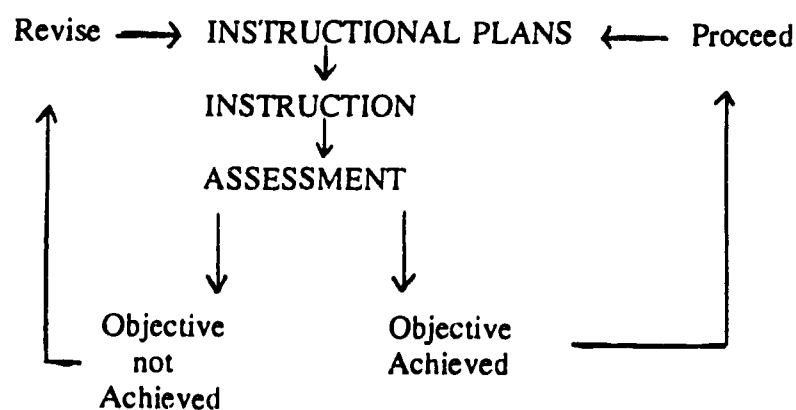 Revise INSTRUCTIONAL PLANS Proceed
INSTRUCTION
ASSESSMENT
Objective
not
Achieved
Objective
Achieved